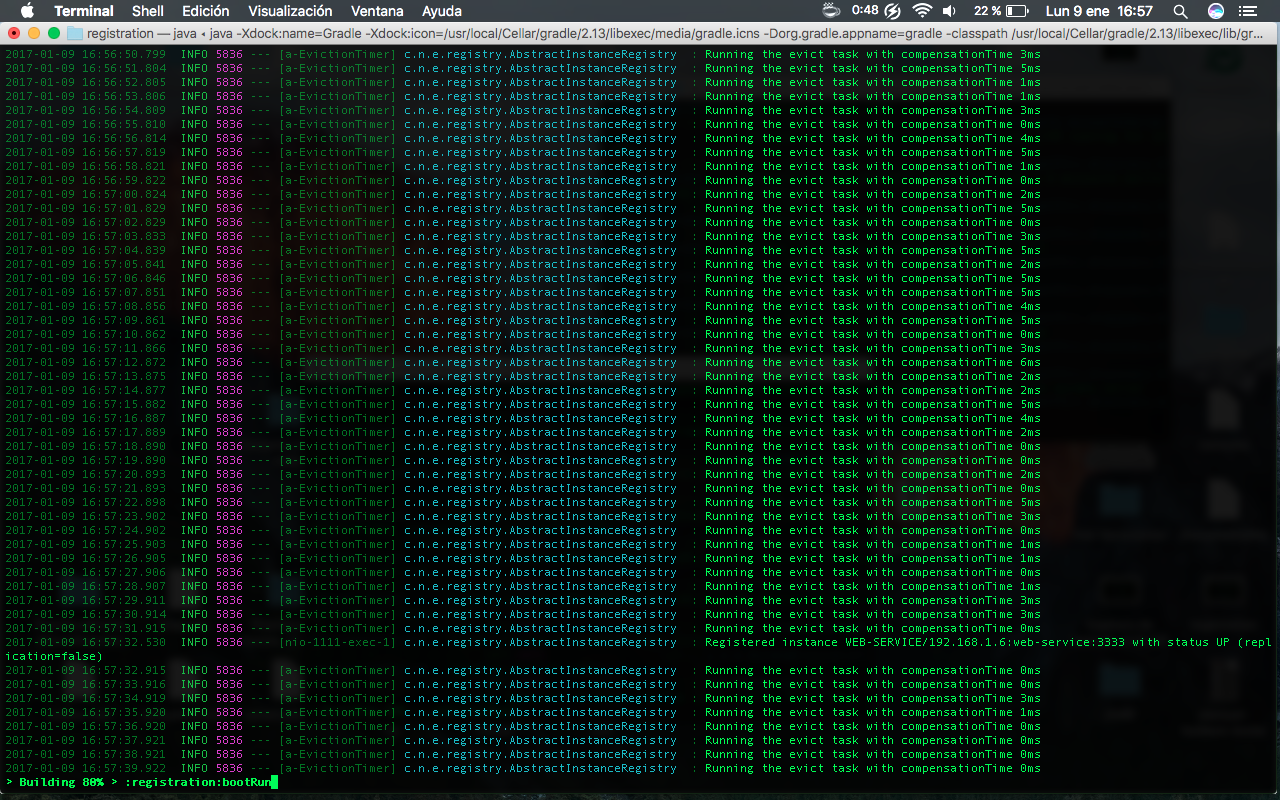 Terminal Shell Edición Visualización Ventana Ayuda 0:48 22 % Lun 9 ene 16:57
registration — java ◂ java -Xdock:name=Gradle -Xdock:icon=/usr/local/Cellar/gradle/2.13/libexec/media/gradle.icns -Dorg.gradle.appname=gradle -classpath /usr/local/Cellar/gradle/2.13/libexec/lib/gr...
2017-01-09 16:56:50.799 INFO 5836 --- [a-EvictionTimer] c.n.e.registry.AbstractInstanceRegistry : Running the evict task with compensationTime 3ms
2017-01-09 16:56:51.804 INFO 5836 --- [a-EvictionTimer] c.n.e.registry.AbstractInstanceRegistry : Running the evict task with compensationTime 5ms
2017-01-09 16:56:52.805 INFO 5836 --- [a-EvictionTimer] c.n.e.registry.AbstractInstanceRegistry : Running the evict task with compensationTime 1ms
2017-01-09 16:56:53.806 INFO 5836 --- [a-EvictionTimer] c.n.e.registry.AbstractInstanceRegistry : Running the evict task with compensationTime 1ms
2017-01-09 16:56:54.809 INFO 5836 --- [a-EvictionTimer] c.n.e.registry.AbstractInstanceRegistry : Running the evict task with compensationTime 3ms
2017-01-09 16:56:55.810 INFO 5836 --- [a-EvictionTimer] c.n.e.registry.AbstractInstanceRegistry : Running the evict task with compensationTime 0ms
2017-01-09 16:56:56.814 INFO 5836 --- [a-EvictionTimer] c.n.e.registry.AbstractInstanceRegistry : Running the evict task with compensationTime 4ms
2017-01-09 16:56:57.819 INFO 5836 --- [a-EvictionTimer] c.n.e.registry.AbstractInstanceRegistry : Running the evict task with compensationTime 5ms
2017-01-09 16:56:58.821 INFO 5836 --- [a-EvictionTimer] c.n.e.registry.AbstractInstanceRegistry : Running the evict task with compensationTime 1ms
2017-01-09 16:56:59.822 INFO 5836 --- [a-EvictionTimer] c.n.e.registry.AbstractInstanceRegistry : Running the evict task with compensationTime 0ms
2017-01-09 16:57:00.824 INFO 5836 --- [a-EvictionTimer] c.n.e.registry.AbstractInstanceRegistry : Running the evict task with compensationTime 2ms
2017-01-09 16:57:01.829 INFO 5836 --- [a-EvictionTimer] c.n.e.registry.AbstractInstanceRegistry : Running the evict task with compensationTime 5ms
2017-01-09 16:57:02.829 INFO 5836 --- [a-EvictionTimer] c.n.e.registry.AbstractInstanceRegistry : Running the evict task with compensationTime 0ms
2017-01-09 16:57:03.833 INFO 5836 --- [a-EvictionTimer] c.n.e.registry.AbstractInstanceRegistry : Running the evict task with compensationTime 3ms
2017-01-09 16:57:04.839 INFO 5836 --- [a-EvictionTimer] c.n.e.registry.AbstractInstanceRegistry : Running the evict task with compensationTime 5ms
2017-01-09 16:57:05.841 INFO 5836 --- [a-EvictionTimer] c.n.e.registry.AbstractInstanceRegistry : Running the evict task with compensationTime 2ms
2017-01-09 16:57:06.846 INFO 5836 --- [a-EvictionTimer] c.n.e.registry.AbstractInstanceRegistry : Running the evict task with compensationTime 5ms
2017-01-09 16:57:07.851 INFO 5836 --- [a-EvictionTimer] c.n.e.registry.AbstractInstanceRegistry : Running the evict task with compensationTime 5ms
2017-01-09 16:57:08.856 INFO 5836 --- [a-EvictionTimer] c.n.e.registry.AbstractInstanceRegistry : Running the evict task with compensationTime 4ms
2017-01-09 16:57:09.861 INFO 5836 --- [a-EvictionTimer] c.n.e.registry.AbstractInstanceRegistry : Running the evict task with compensationTime 5ms
2017-01-09 16:57:10.862 INFO 5836 --- [a-EvictionTimer] c.n.e.registry.AbstractInstanceRegistry : Running the evict task with compensationTime 0ms
2017-01-09 16:57:11.866 INFO 5836 --- [a-EvictionTimer] c.n.e.registry.AbstractInstanceRegistry : Running the evict task with compensationTime 3ms
2017-01-09 16:57:12.872 INFO 5836 --- [a-EvictionTimer] c.n.e.registry.AbstractInstanceRegistry : Running the evict task with compensationTime 6ms
2017-01-09 16:57:13.875 INFO 5836 --- [a-EvictionTimer] c.n.e.registry.AbstractInstanceRegistry : Running the evict task with compensationTime 2ms
2017-01-09 16:57:14.877 INFO 5836 --- [a-EvictionTimer] c.n.e.registry.AbstractInstanceRegistry : Running the evict task with compensationTime 2ms
2017-01-09 16:57:15.882 INFO 5836 --- [a-EvictionTimer] c.n.e.registry.AbstractInstanceRegistry : Running the evict task with compensationTime 5ms
2017-01-09 16:57:16.887 INFO 5836 --- [a-EvictionTimer] c.n.e.registry.AbstractInstanceRegistry : Running the evict task with compensationTime 4ms
2017-01-09 16:57:17.889 INFO 5836 --- [a-EvictionTimer] c.n.e.registry.AbstractInstanceRegistry : Running the evict task with compensationTime 2ms
2017-01-09 16:57:18.890 INFO 5836 --- [a-EvictionTimer] c.n.e.registry.AbstractInstanceRegistry : Running the evict task with compensationTime 0ms
2017-01-09 16:57:19.890 INFO 5836 --- [a-EvictionTimer] c.n.e.registry.AbstractInstanceRegistry : Running the evict task with compensationTime 0ms
2017-01-09 16:57:20.893 INFO 5836 --- [a-EvictionTimer] c.n.e.registry.AbstractInstanceRegistry : Running the evict task with compensationTime 2ms
2017-01-09 16:57:21.893 INFO 5836 --- [a-EvictionTimer] c.n.e.registry.AbstractInstanceRegistry : Running the evict task with compensationTime 0ms
2017-01-09 16:57:22.898 INFO 5836 --- [a-EvictionTimer] c.n.e.registry.AbstractInstanceRegistry : Running the evict task with compensationTime 5ms
2017-01-09 16:57:23.902 INFO 5836 --- [a-EvictionTimer] c.n.e.registry.AbstractInstanceRegistry : Running the evict task with compensationTime 3ms
2017-01-09 16:57:24.902 INFO 5836 --- [a-EvictionTimer] c.n.e.registry.AbstractInstanceRegistry : Running the evict task with compensationTime 0ms
2017-01-09 16:57:25.903 INFO 5836 --- [a-EvictionTimer] c.n.e.registry.AbstractInstanceRegistry : Running the evict task with compensationTime 1ms
2017-01-09 16:57:26.905 INFO 5836 --- [a-EvictionTimer] c.n.e.registry.AbstractInstanceRegistry : Running the evict task with compensationTime 1ms
2017-01-09 16:57:27.906 INFO 5836 --- [a-EvictionTimer] c.n.e.registry.AbstractInstanceRegistry : Running the evict task with compensationTime 0ms
2017-01-09 16:57:28.907 INFO 5836 --- [a-EvictionTimer] c.n.e.registry.AbstractInstanceRegistry : Running the evict task with compensationTime 1ms
2017-01-09 16:57:29.911 INFO 5836 --- [a-EvictionTimer] c.n.e.registry.AbstractInstanceRegistry : Running the evict task with compensationTime 3ms
2017-01-09 16:57:30.914 INFO 5836 --- [a-EvictionTimer] c.n.e.registry.AbstractInstanceRegistry : Running the evict task with compensationTime 3ms
2017-01-09 16:57:31.915 INFO 5836 --- [a-EvictionTimer] c.n.e.registry.AbstractInstanceRegistry : Running the evict task with compensationTime 0ms
2017-01-09 16:57:32.530 INFO 5836 --- [nio-1111-exec-1] c.n.e.registry.AbstractInstanceRegistry : Registered instance WEB-SERVICE/192.168.1.6:web-service:3333 with status UP (repl
ication=false)
2017-01-09 16:57:32.915 INFO 5836 --- [a-EvictionTimer] c.n.e.registry.AbstractInstanceRegistry : Running the evict task with compensationTime 0ms
2017-01-09 16:57:33.916 INFO 5836 --- [a-EvictionTimer] c.n.e.registry.AbstractInstanceRegistry : Running the evict task with compensationTime 0ms
2017-01-09 16:57:34.919 INFO 5836 --- [a-EvictionTimer] c.n.e.registry.AbstractInstanceRegistry : Running the evict task with compensationTime 3ms
2017-01-09 16:57:35.920 INFO 5836 --- [a-EvictionTimer] c.n.e.registry.AbstractInstanceRegistry : Running the evict task with compensationTime 1ms
2017-01-09 16:57:36.920 INFO 5836 --- [a-EvictionTimer] c.n.e.registry.AbstractInstanceRegistry : Running the evict task with compensationTime 0ms
2017-01-09 16:57:37.921 INFO 5836 --- [a-EvictionTimer] c.n.e.registry.AbstractInstanceRegistry : Running the evict task with compensationTime 0ms
2017-01-09 16:57:38.921 INFO 5836 --- [a-EvictionTimer] c.n.e.registry.AbstractInstanceRegistry : Running the evict task with compensationTime 0ms
2017-01-09 16:57:39.922 INFO 5836 --- [a-EvictionTimer] c.n.e.registry.AbstractInstanceRegistry : Running the evict task with compensationTime 0ms
> Building 80% > :registration:bootRun